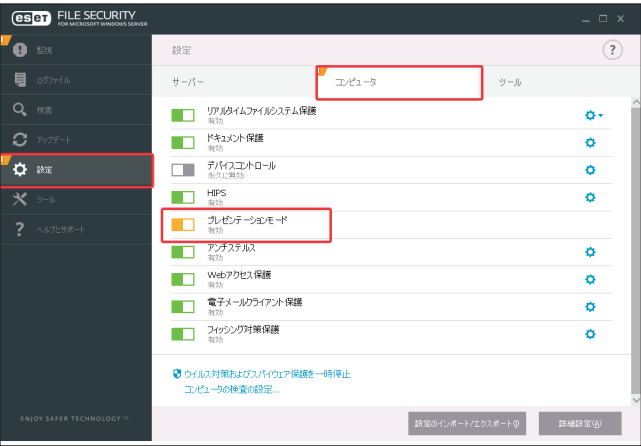 eset FILE SECURITY
FOR MICROSOFT WINDOWS SERVER
監視
ログファイル
検査
アップデート
設定
ツール
ヘルプとサポート
ENJOY SAFER TECHNOLOGY™
設定
?
サーバー
コンピュータ
ツール
リアルタイムファイルシステム保護
有効
ドキュメント保護
有効
デバイスコントロール
永久に無効
HIPS
有効
プレゼンテーションモード
有効
アンチステルス
有効
Webアクセス保護
有効
電子メールクライアント保護
有効
フィッシング対策保護
有効
ウイルス対策およびスパイウェア保護を一時停止
コンピュータの検査の設定...
設定のインポート/エクスポート(I)
詳細設定(A)